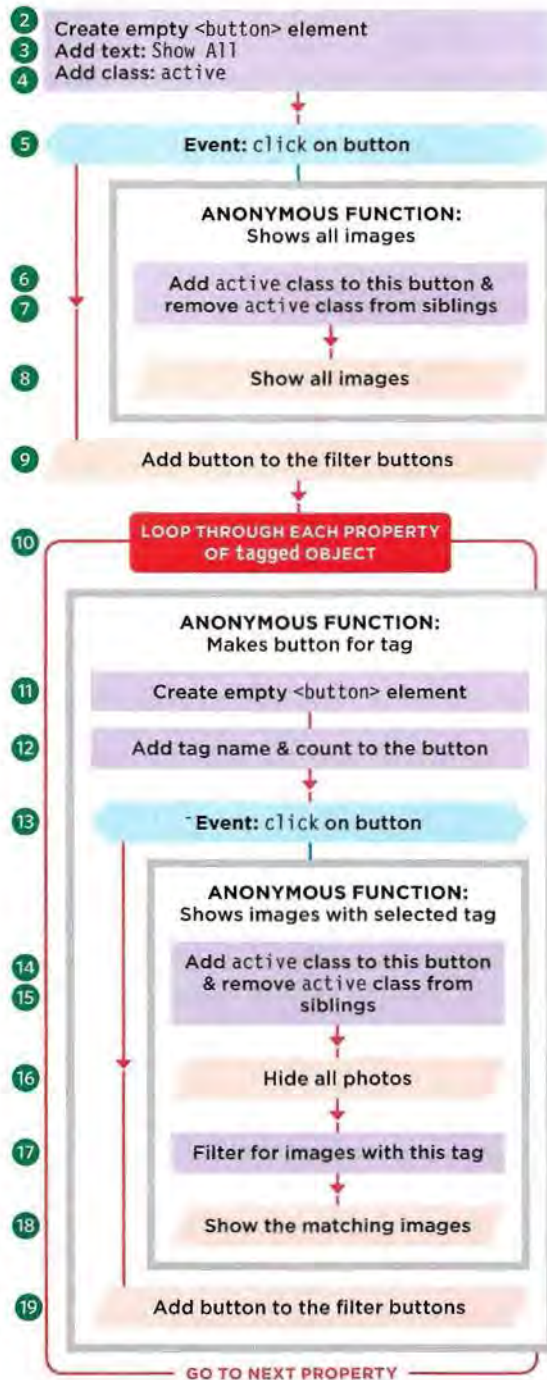 2 Create empty <button> element
3 Add text: Show All
4 Add class: active
5 Event: click on button
ANONYMOUS FUNCTION:
Shows all images
6 Add active class to this button &
7 remove active class from siblings
8 Show all images
9 Add button to the filter buttons
10 LOOP THROUGH EACH PROPERTY
OF tagged OBJECT
ANONYMOUS FUNCTION:
Makes button for tag
11 Create empty <button> element
12 Add tag name & count to the button
13 Event: click on button
ANONYMOUS FUNCTION:
Shows images with selected tag
14 Add active class to this button
15 & remove active class from
siblings
16 Hide all photos
17 Filter for images with this tag
18 Show the matching images
19 Add button to the filter buttons
GO TO NEXT PROPERTY